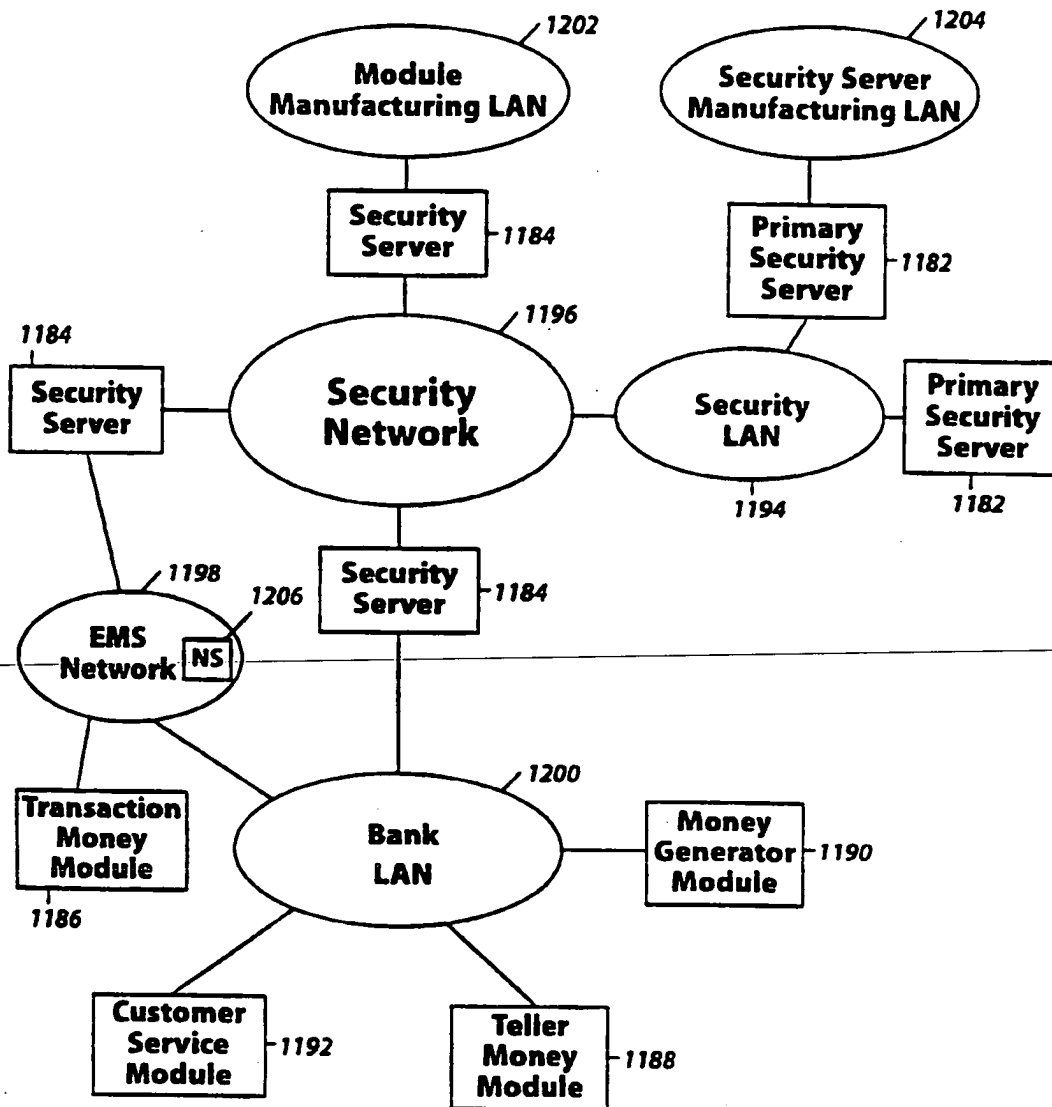 1202
1204
Module
Manufacturing LAN
Security Server
Manufacturing LAN
Security
Server
1184
Primary
Security
Server
1182
1196
1184
Security
Server
Security
Network
Security
LAN
Primary
Security
Server
1194
1182
Security
Server
1184
1198
1206
EMS
Network
NS
1200
Transaction
Money
Module
Bank
LAN
Money
Generator
Module
1190
1186
Customer
Service
Module
1192
Teller
Money
Module
1188